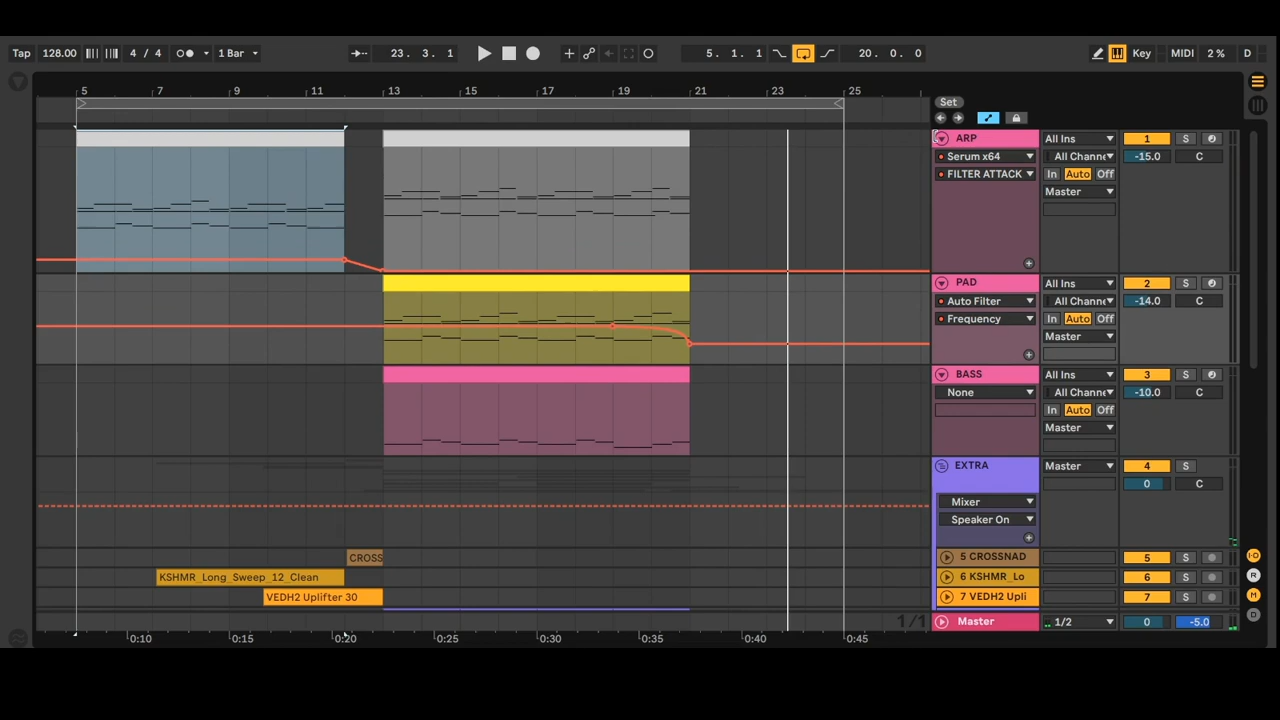 Tap 128.00 4 / 4 1 Bar 23. 3. 1 5. 1. 1 20. 0. 0 Key MIDI 2 % D
5 7 9 11 13 15 17 19 21 23 25
Set
ARP All Ins 1 S
Serum x64 All Channe -15.0 C
FILTER ATTACK In Auto Off
Master
PAD All Ins 2 S
Auto Filter All Channe -14.0 C
Frequency In Auto Off
Master
BASS All Ins 3 S
None All Channe -10.0 C
In Auto Off
Master
EXTRA Master 4 S
0 C
Mixer
Speaker On
CROSS 5 CROSSNAD 5 S
KSHMR_Long_Sweep_12_Clean 6 KSHMR_Lo 6 S
VEDH2 Uplifter 30 7 VEDH2 Upli 7 S
1/1 Master 1/2 0 -5.0
0:10 0:15 0:20 0:25 0:30 0:35 0:40 0:45
I·O
R
M
D